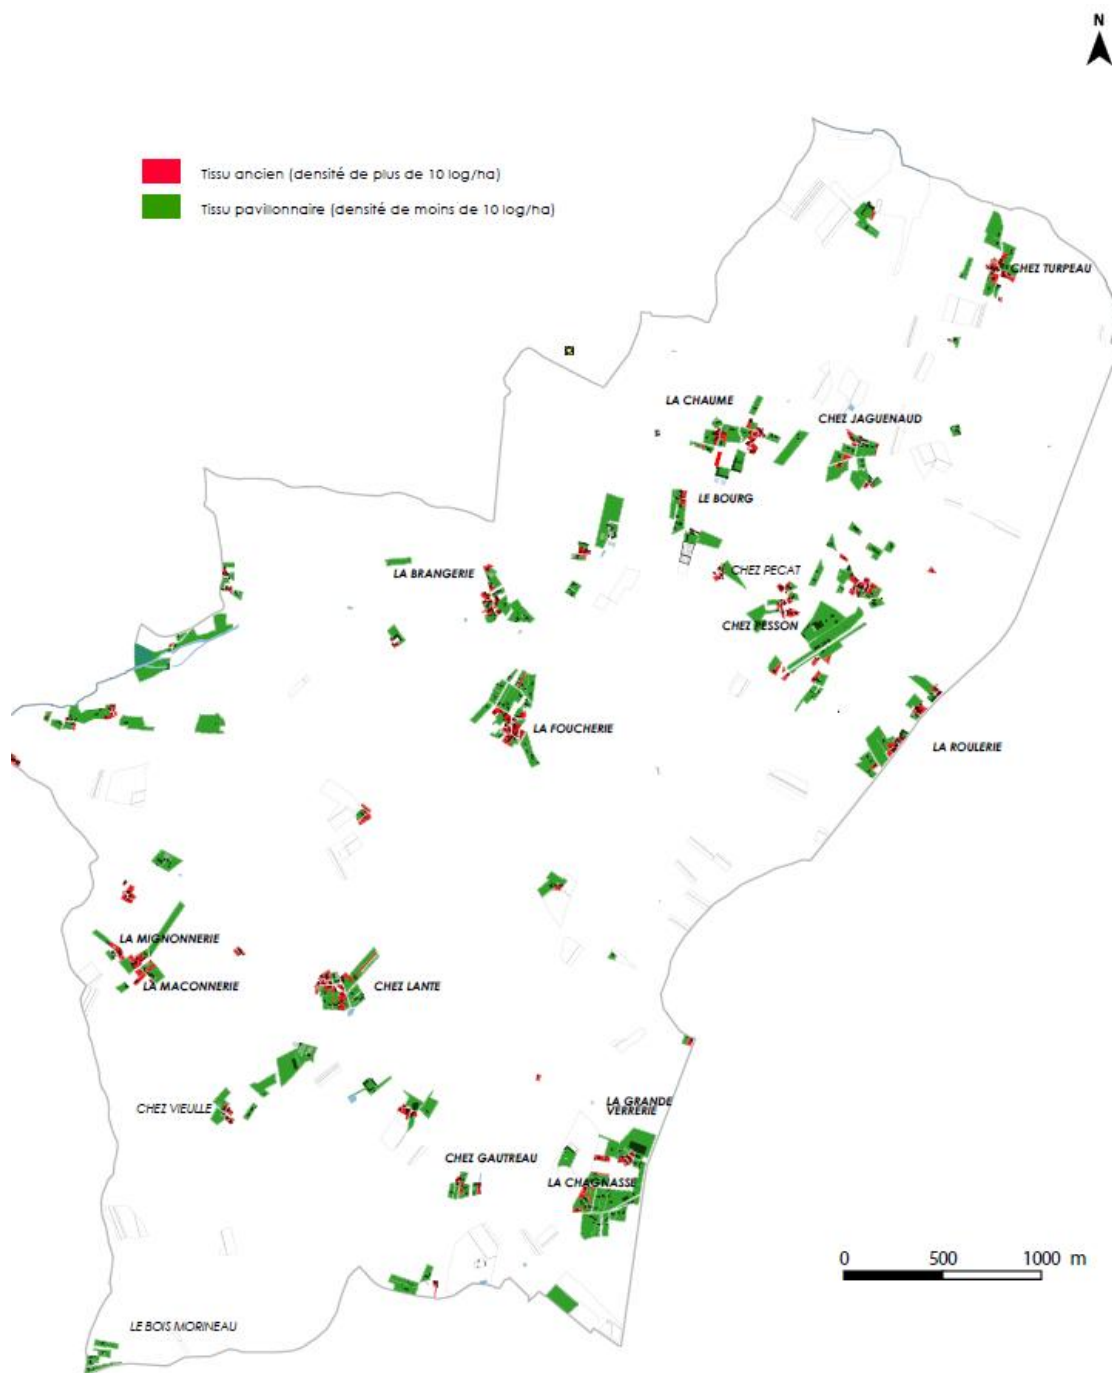 N
Tissu ancien (densité de plus de 10 log/ha)
Tissu pavillonnaire (densité de moins de 10 log/ha)
CHEZ TURPEAU
LA CHAUME
CHEZ JAGUENAUD
LE BOURG
LA BRANGERIE
CHEZ PECAT
CHEZ PESSON
LA FOUCHERIE
LA ROULERIE
LA MIGNONNERIE
LA MACONNERIE
CHEZ LANTE
CHEZ VIEULLE
LA GRANDE
VERRERIE
CHEZ GAUTREAU
LA CHAGNASSE
0 500 1000 m
LE BOIS MORINEAU